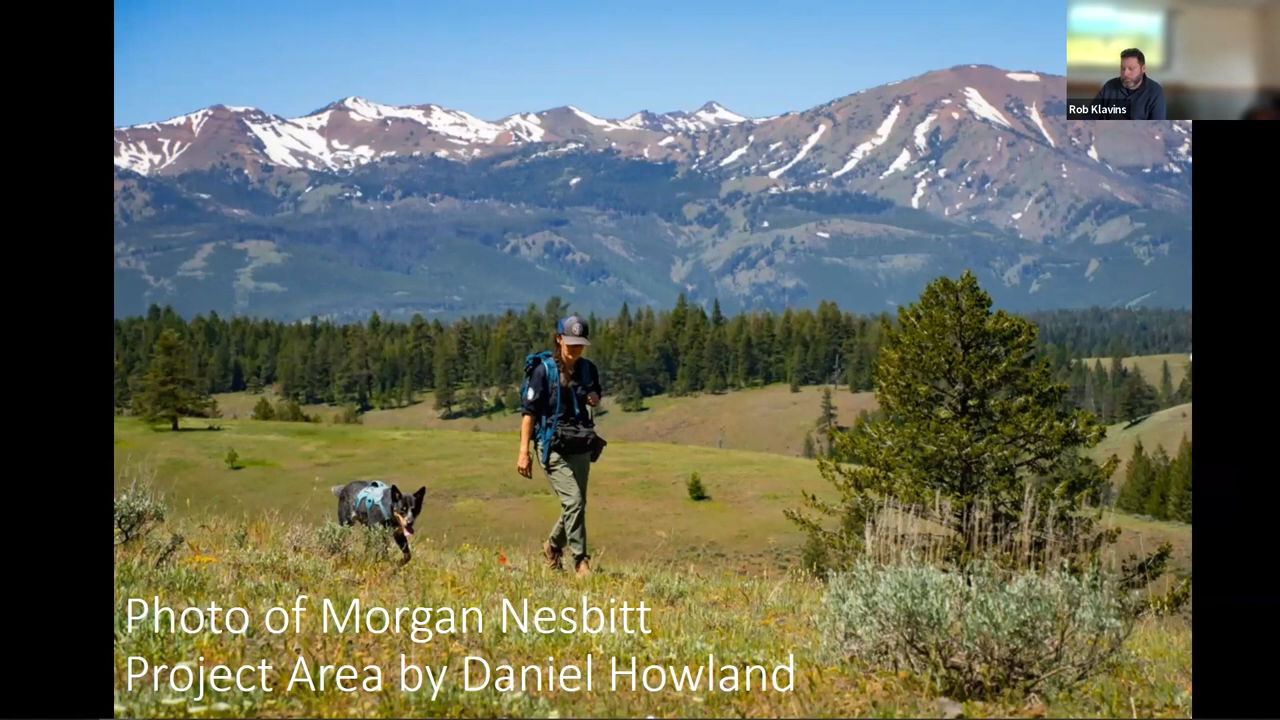 Rob Klavins
Photo of Morgan Nesbitt
Project Area by Daniel Howland